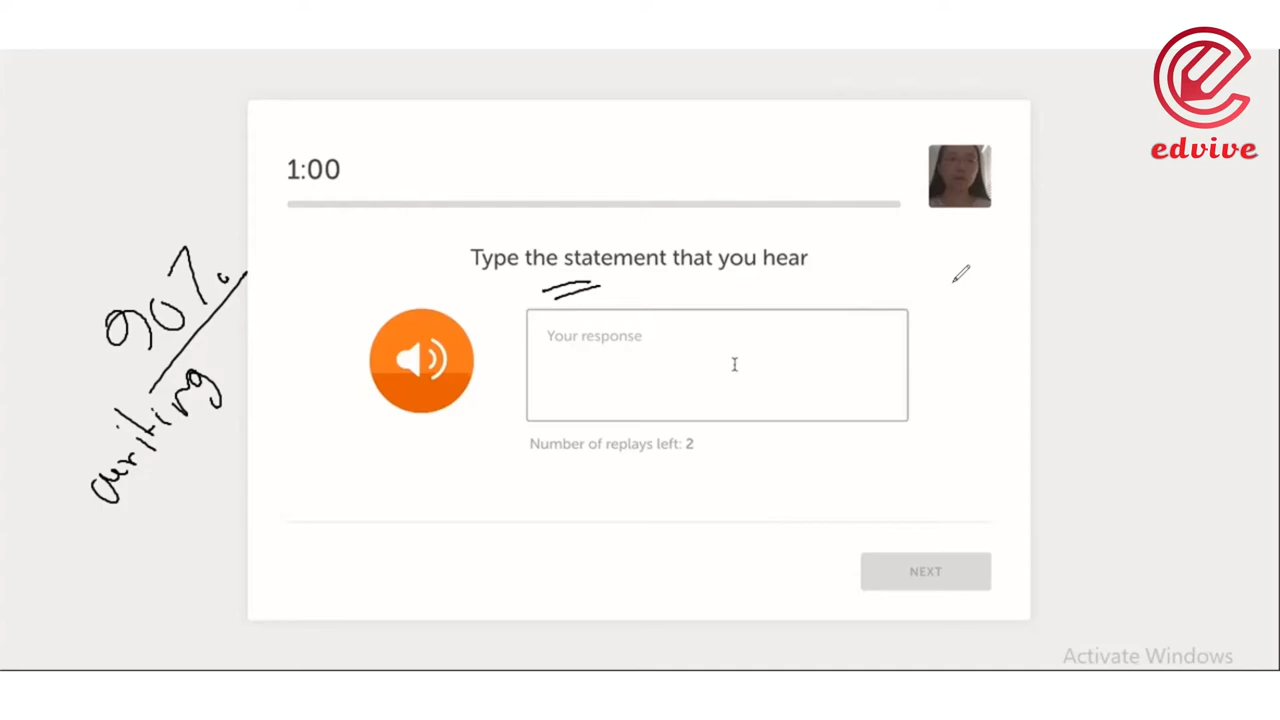 edvive
1:00
Type the statement that you hear
90%
Your response
Number of replays left: 2
writing
NEXT
Activate Windows